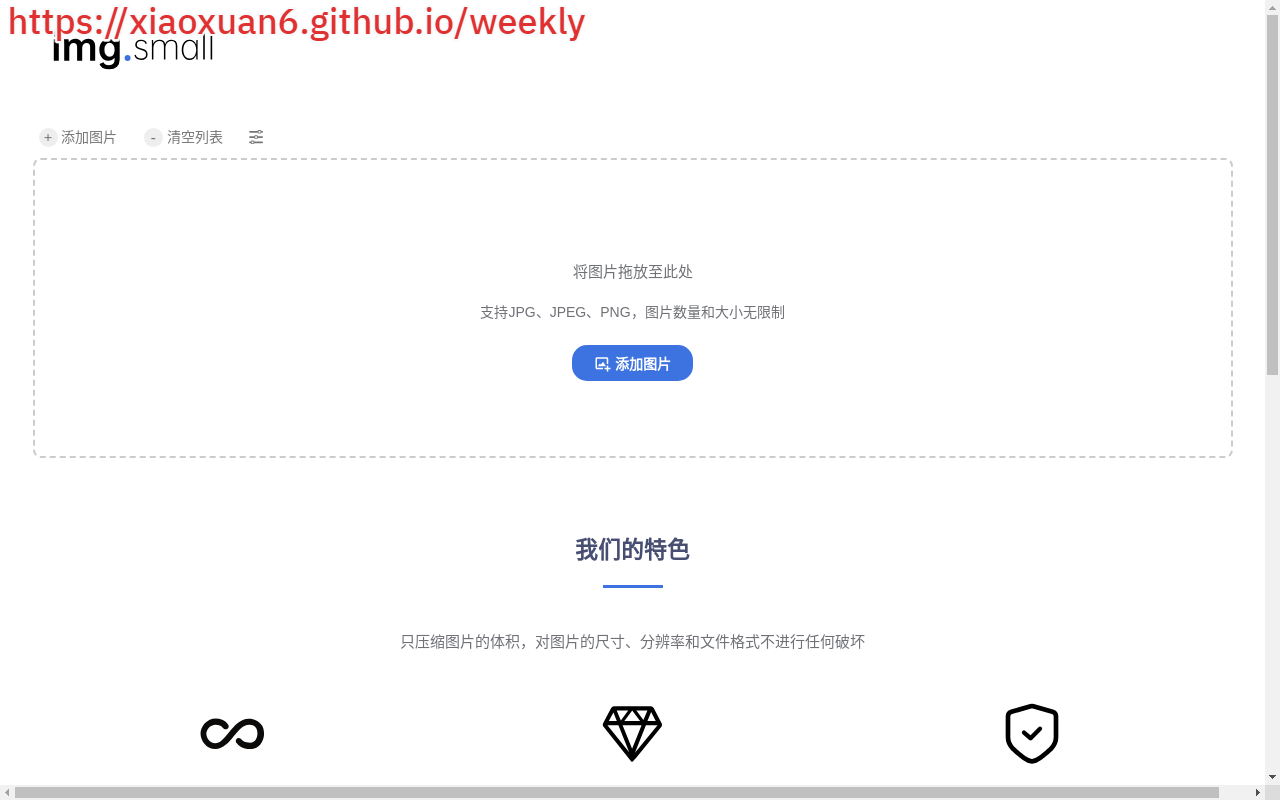 https://xiaoxuan6.github.io/weekly
img.small
+ 添加图片 - 清空列表
将图片拖放至此处
支持JPG、JPEG、PNG，图片数量和大小无限制
添加图片
我们的特色
只压缩图片的体积，对图片的尺寸、分辨率和文件格式不进行任何破坏